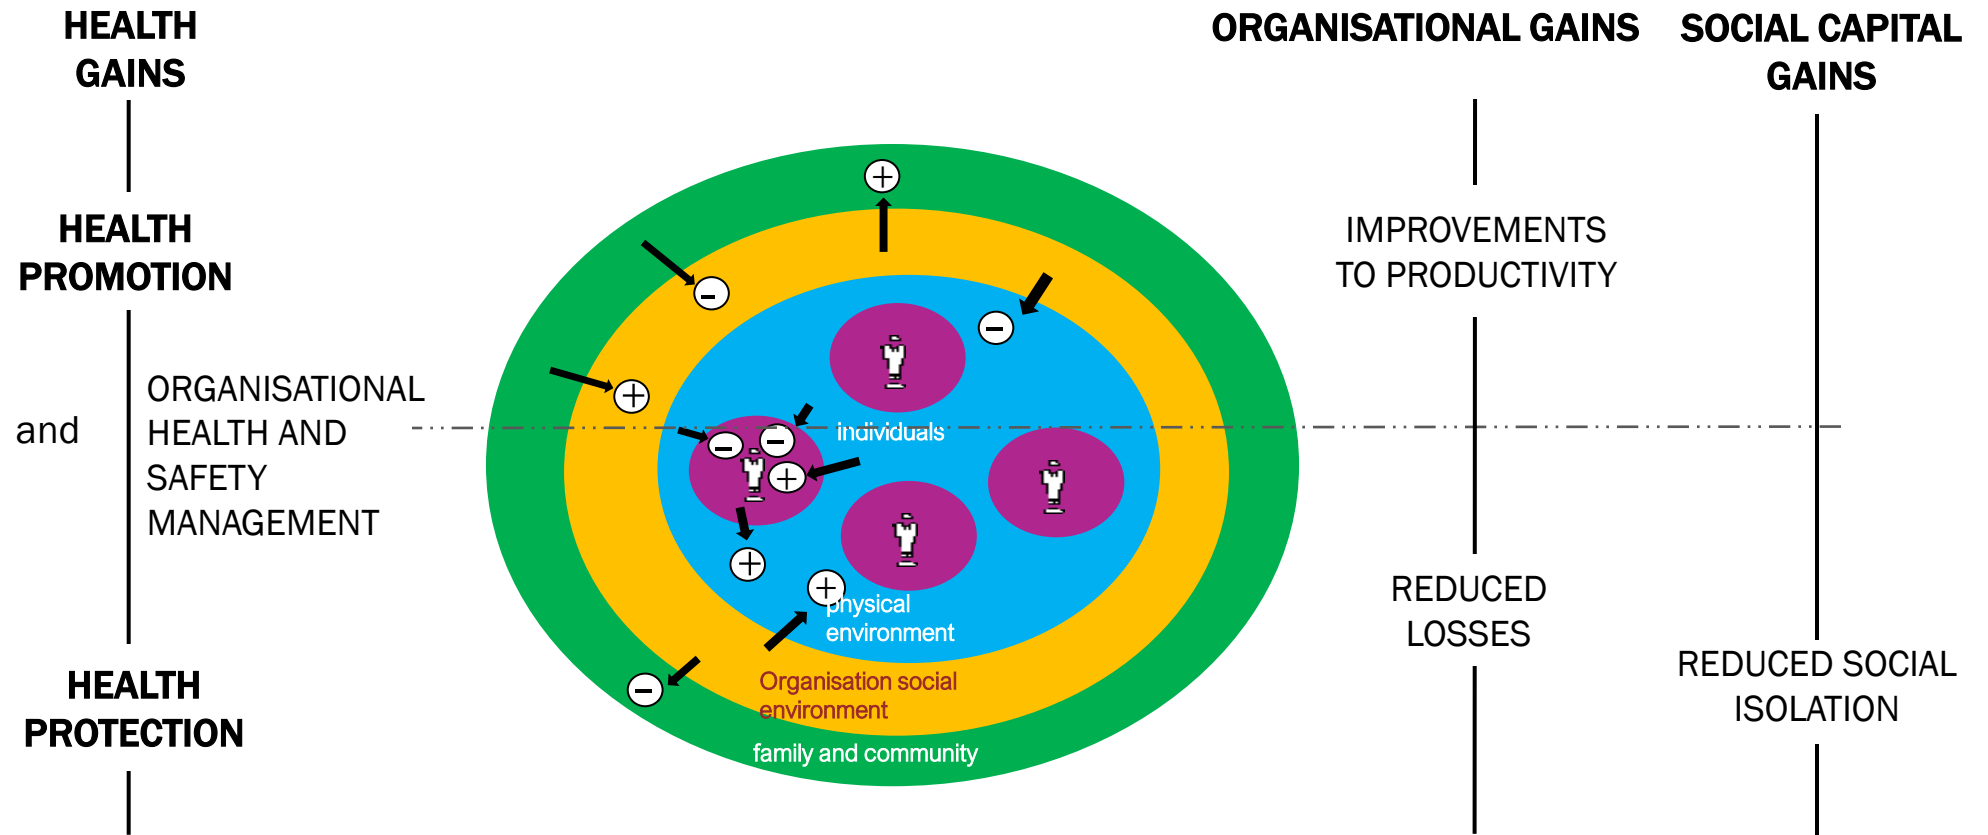 HEALTH
GAINS
ORGANISATIONAL GAINS
SOCIAL CAPITAL
GAINS
HEALTH
PROMOTION
IMPROVEMENTS
TO PRODUCTIVITY
and
ORGANISATIONAL
HEALTH AND
SAFETY
MANAGEMENT
+
−
−
+
−
−
+
+
+
−
individuals
physical
environment
Organisation social
environment
family and community
REDUCED
LOSSES
HEALTH
PROTECTION
REDUCED SOCIAL
ISOLATION